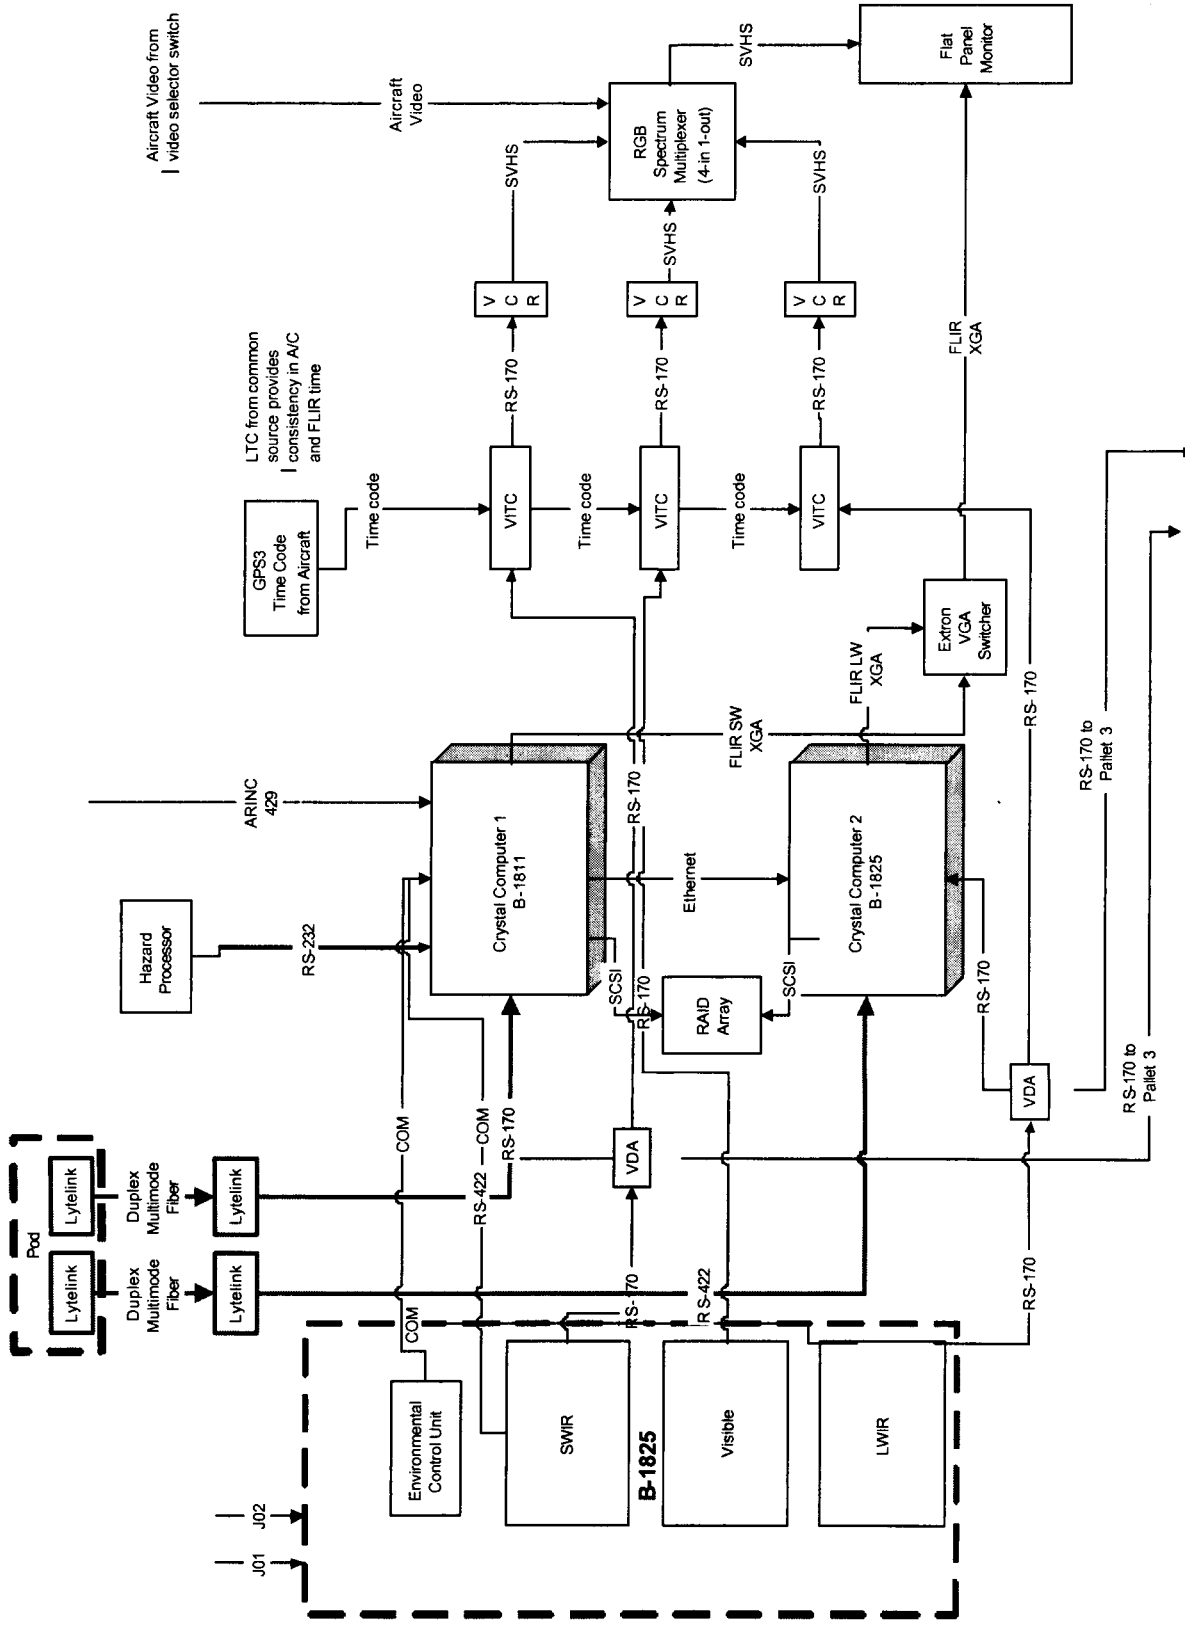 Aircraft Video from
video selector switch
Aircraft
Video
SVHS
RGB
Spectrum
Multiplexer
(4-in 1-out)
Flat
Panel
Monitor
SVHS
SVHS
SVHS
V
C
R
V
C
R
V
C
R
RS-170
RS-170
RS-170
FLIR
XGA
LTC from common
source provides
consistency in A/C
and FLIR time
GPS3
Time Code
from Aircraft
Time code
VITC
Time code
VITC
Time code
VITC
Extron
VGA
Switcher
FLIR LW
XGA
FLIR SW
XGA
RS-170
RS-170 to
Pallet 3
ARINC
429
Crystal Computer 1
B-1811
RS-170
Ethernet
Crystal Computer 2
B-1825
Hazard
Processor
RS-232
SCSI
RS-170
RAID
Array
SCSI
RS-170
VDA
RS-170 to
Pallet 3
COM
COM
RS-170
VDA
Pod
Lytelink
Duplex
Multimode
Fiber
Lytelink
Lytelink
Duplex
Multimode
Fiber
Lytelink
RS-422
COM
RS-170
RS-422
RS-170
Environmental
Control Unit
SWIR
Visible
LWIR
B-1825
J02
J01